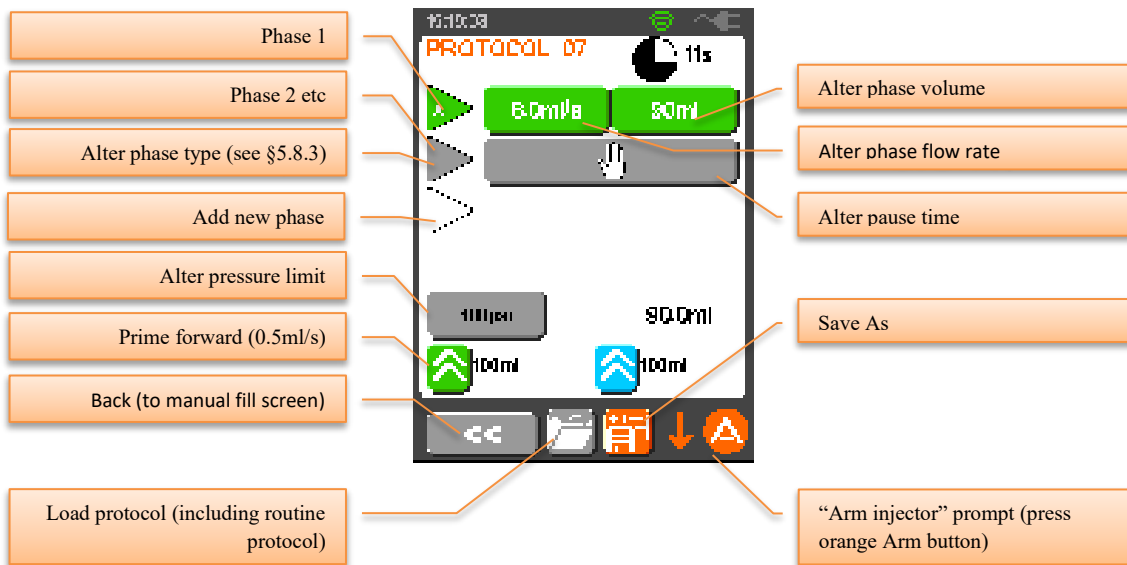 Phase 1
Phase 2 etc
Alter phase type (see §5.8.3)
Add new phase
Alter pressure limit
Prime forward (0.5ml/s)
Back (to manual fill screen)
Load protocol (including routine
protocol)
PROTOCOL 07
11s
A
6.0ml/s
90ml
90.0ml
100ml
100ml
<<
A
Alter phase volume
Alter phase flow rate
Alter pause time
Save As
“Arm injector” prompt (press
orange Arm button)